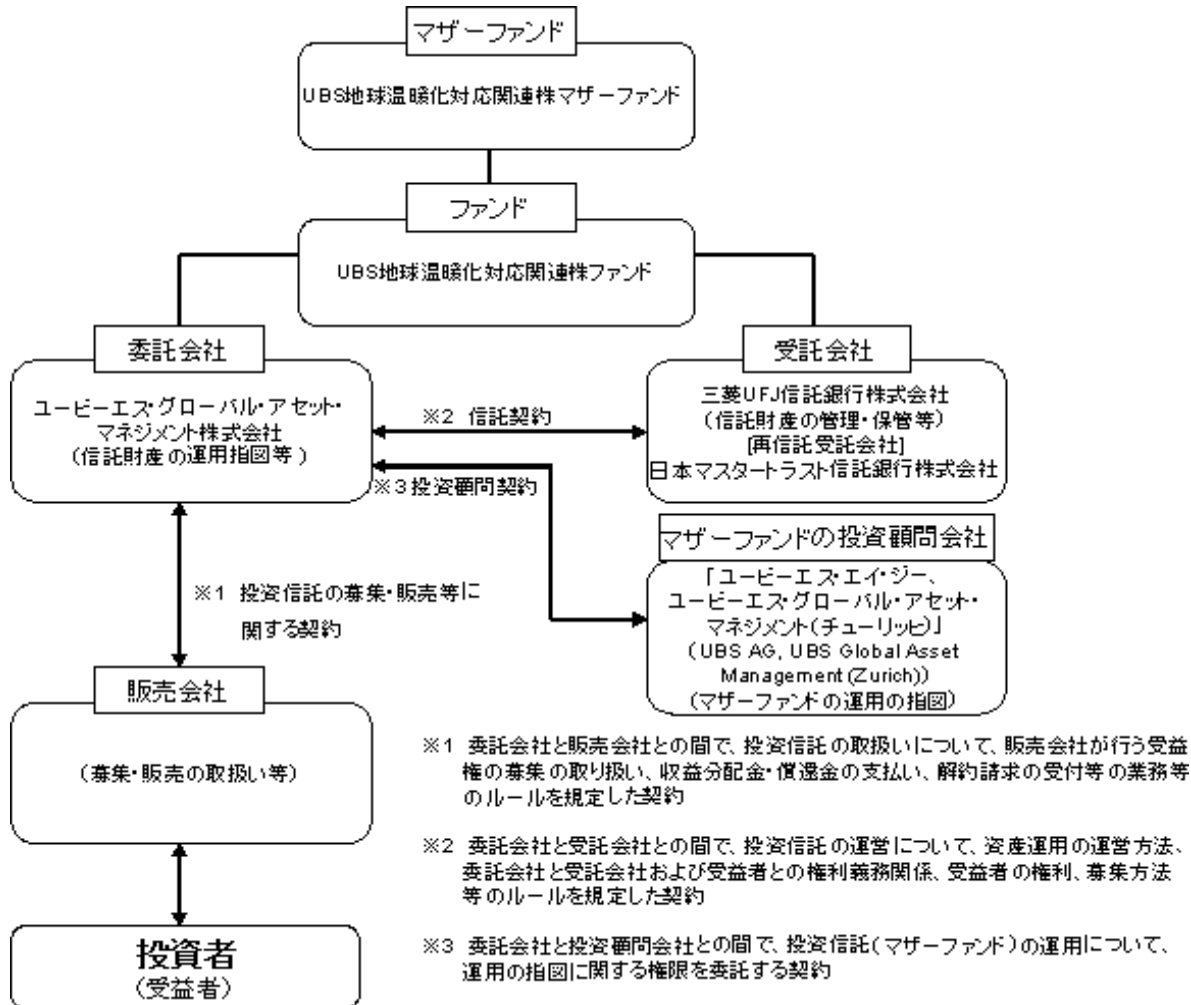 マザーファンド
UBS地球温暖化対応関連株マザーファンド
ファンド
UBS地球温暖化対応関連株ファンド
委託会社
ユービーエス・グローバル・アセット・
マネジメント株式会社
(信託財産の運用指図等)
受託会社
三菱UFJ信託銀行株式会社
(信託財産の管理・保管等)
[再信託受託会社]
日本マスタートラスト信託銀行株式会社
※2 信託契約
※3投資顧問契約
マザーファンドの投資顧問会社
「ユービーエス・エイ・ジー、
ユービーエス・グローバル・アセット・
マネジメント(チューリッヒ)」
(UBS AG, UBS Global Asset
Management (Zurich))
(マザーファンドの運用の指図)
※1 投資信託の募集・販売等に
関する契約
販売会社
(募集・販売の取扱い等)
投資者
(受益者)
※1 委託会社と販売会社との間で、投資信託の取扱いについて、販売会社が行う受益
権の募集の取り扱い、収益分配金・償還金の支払い、解約請求の受付等の業務等
のルールを規定した契約
※2 委託会社と受託会社との間で、投資信託の運営について、資産運用の運営方法、
委託会社と受託会社および受益者との権利義務関係、受益者の権利、募集方法
等のルールを規定した契約
※3 委託会社と投資顧問会社との間で、投資信託(マザーファンド)の運用について、
運用の指図に関する権限を委託する契約